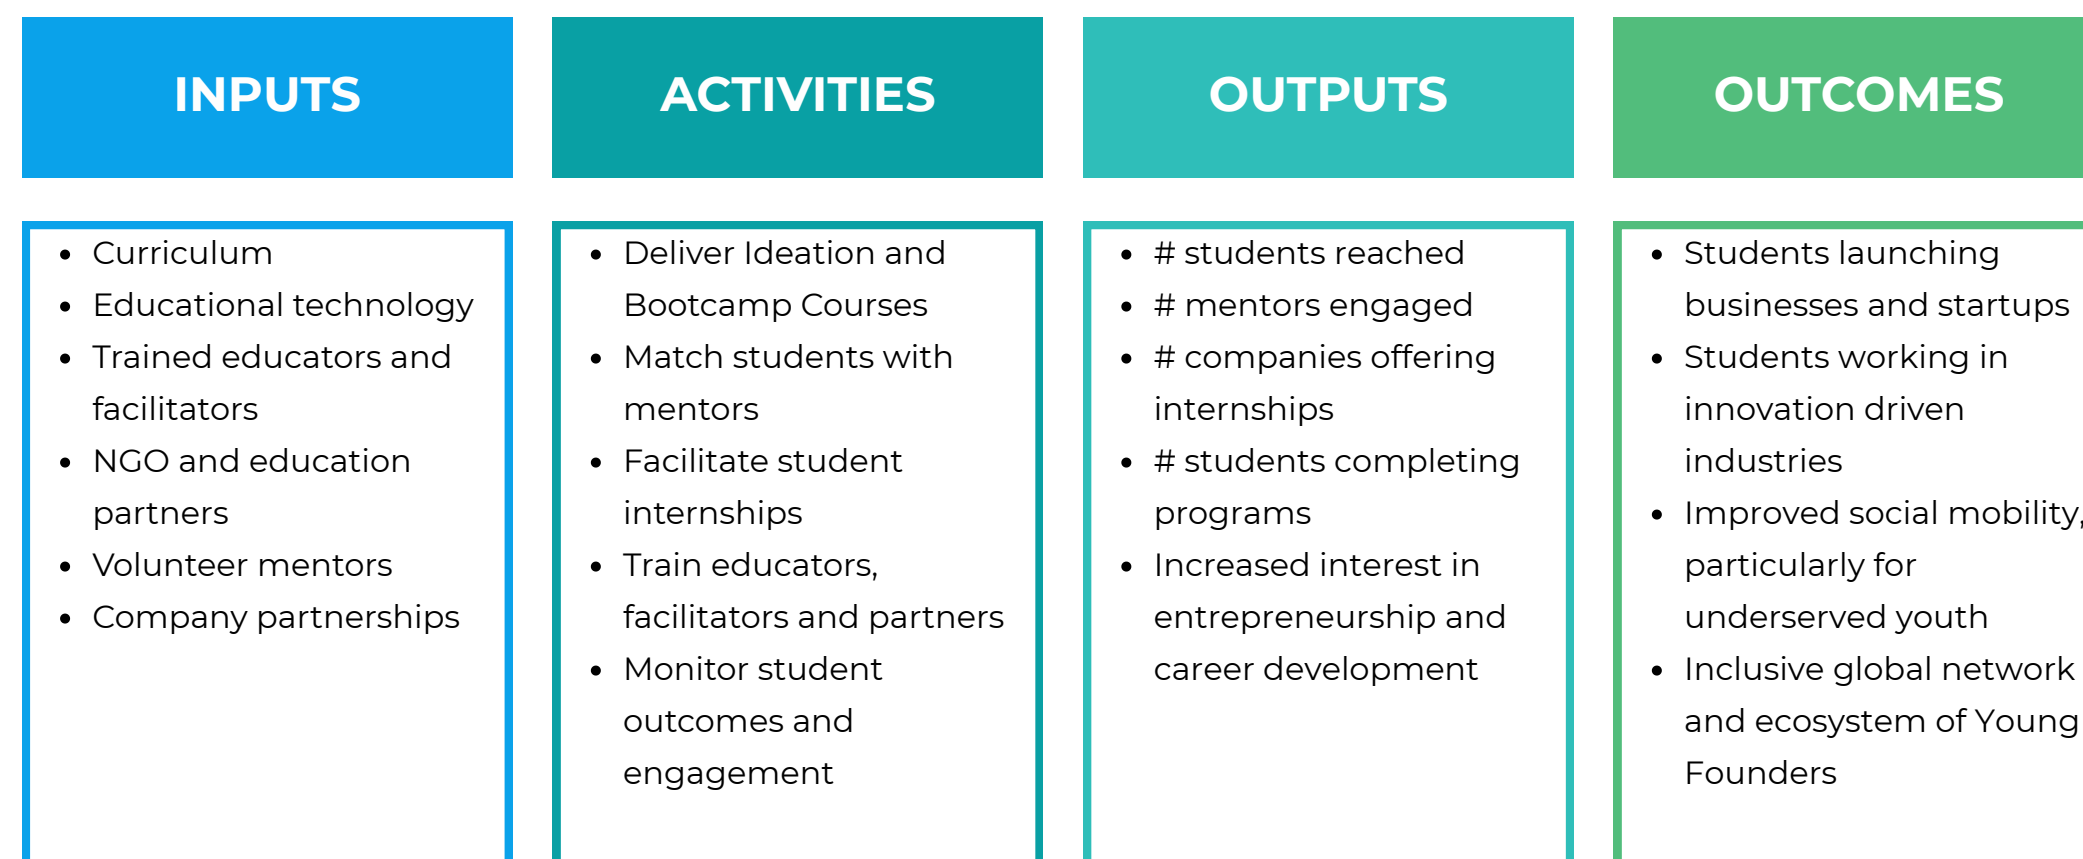 INPUTS
ACTIVITIES
OUTPUTS
OUTCOMES
• Curriculum
• Educational technology
• Trained educators and
facilitators
• NGO and education
partners
• Volunteer mentors
• Company partnerships
• Deliver Ideation and
Bootcamp Courses
• Match students with
mentors
• Facilitate student
internships
• Train educators,
facilitators and partners
• Monitor student
outcomes and
engagement
• # students reached
• # mentors engaged
• # companies offering
internships
• # students completing
programs
• Increased interest in
entrepreneurship and
career development
• Students launching
businesses and startups
• Students working in
innovation driven
industries
• Improved social mobility,
particularly for
underserved youth
• Inclusive global network
and ecosystem of Young
Founders